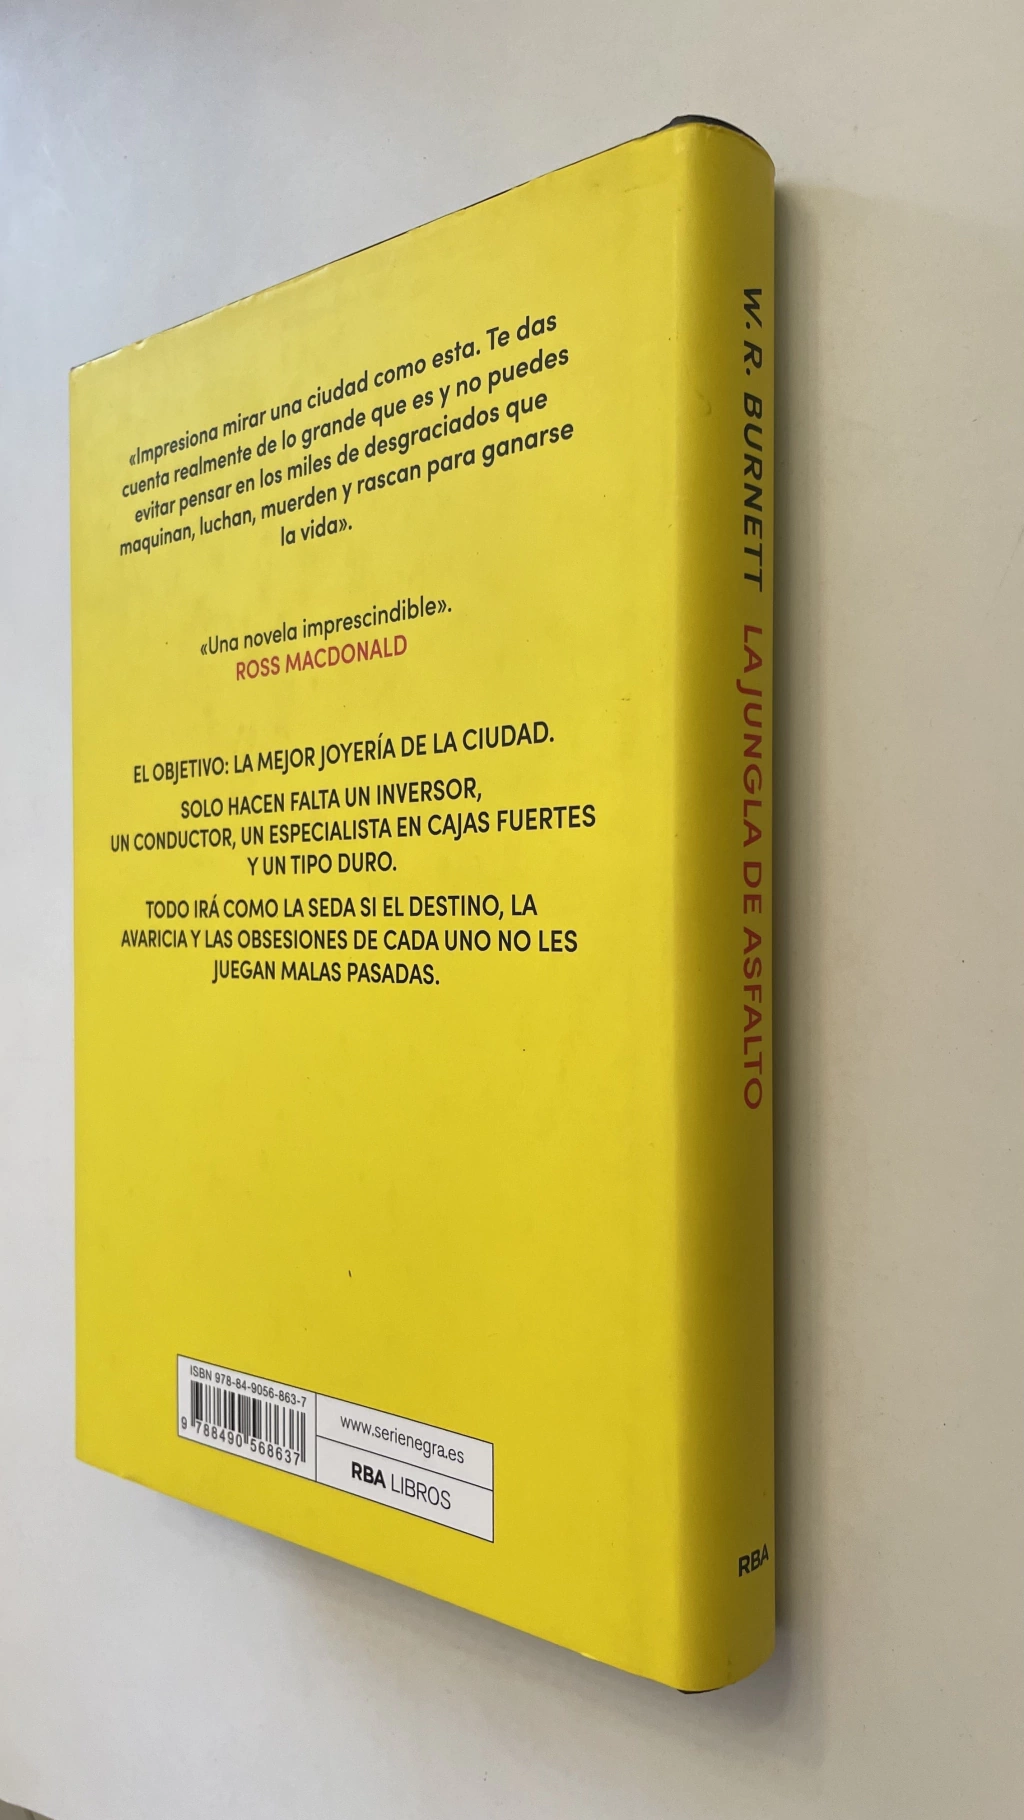 «Impresiona mirar una ciudad como esta. Te das
cuenta realmente de lo grande que es y no puedes
evitar pensar en los miles de desgraciados que
maquinan, luchan, muerden y rascan para ganarse
la vida».
«Una novela imprescindible».
ROSS MACDONALD
EL OBJETIVO: LA MEJOR JOYERÍA DE LA CIUDAD.
SOLO HACEN FALTA UN INVERSOR,
UN CONDUCTOR, UN ESPECIALISTA EN CAJAS FUERTES
Y UN TIPO DURO.
TODO IRÁ COMO LA SEDA SI EL DESTINO, LA
AVARICIA Y LAS OBSESIONES DE CADA UNO NO LES
JUEGAN MALAS PASADAS.
ISBN 978-84-9056-863-7
9 788490 568637
www.serienegra.es
RBA LIBROS
W. R. BURNETT LA JUNGLA DE ASFALTO
RBA